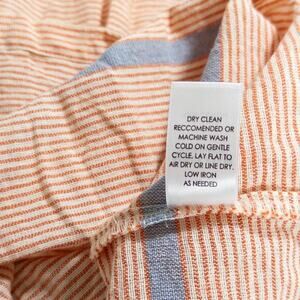 DRY CLEAN
RECCOMENDED OR
MACHINE WASH
COLD ON GENTLE
CYCLE. LAY FLAT TO
AIR DRY OR LINE DRY.
LOW IRON
AS NEEDED